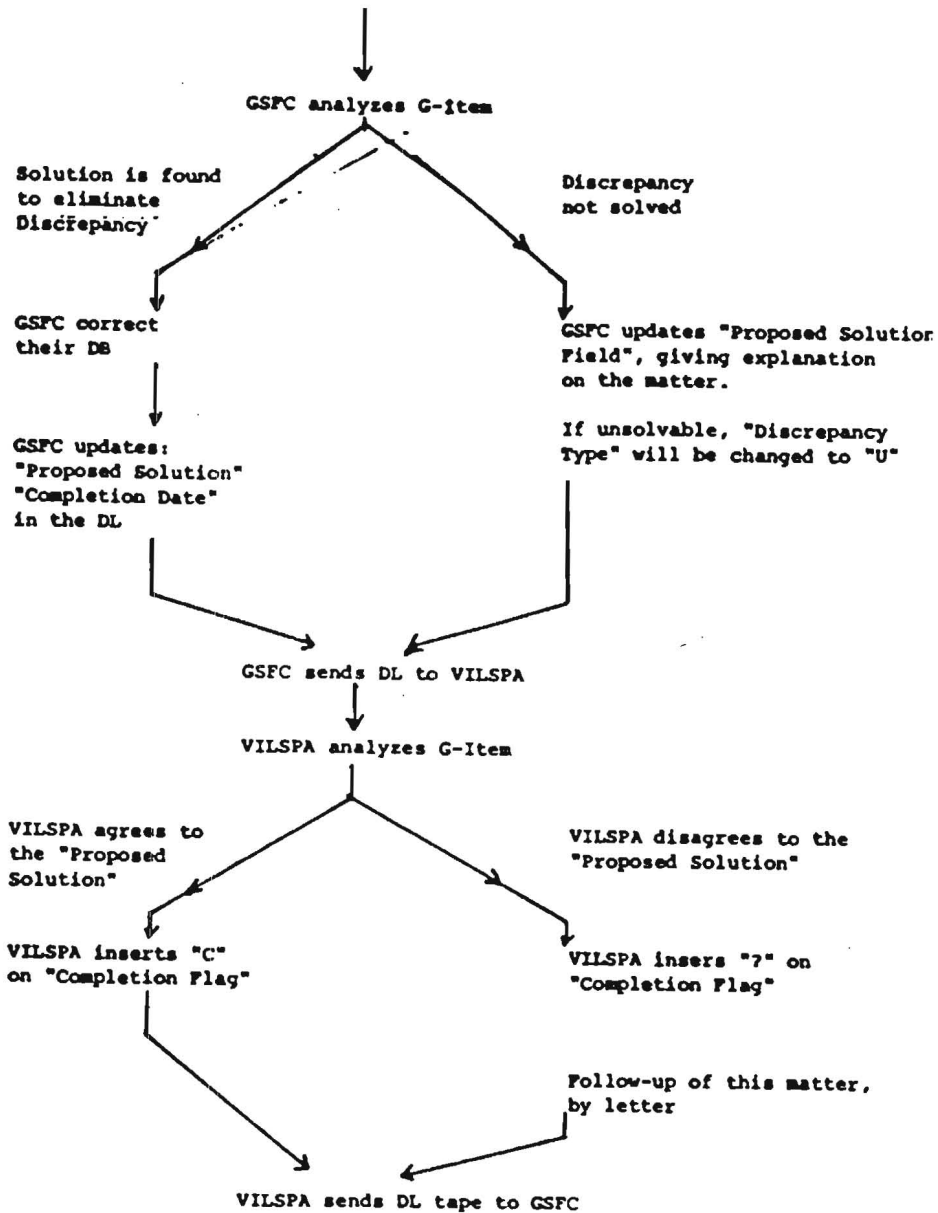 GSFC analyzes G-item
Solution is found
to eliminate
Discrepancy
Discrepancy
not solved
GSFC correct
their DB
GSFC updates "Proposed Solution
Field", giving explanation
on the matter.
If unsolvable, "Discrepancy
Type" will be changed to "U"
GSFC updates:
"Proposed Solution"
"Completion Date"
in the DL
GSFC sends DL to VILSPA
VILSPA analyzes G-Item
VILSPA agrees to
the "Proposed
Solution"
VILSPA disagrees to the
"Proposed Solution"
VILSPA inserts "C"
on "Completion Flag"
VILSPA insers "?" on
"Completion Flag"
Follow-up of this matter,
by letter
VILSPA sends DL tape to GSFC